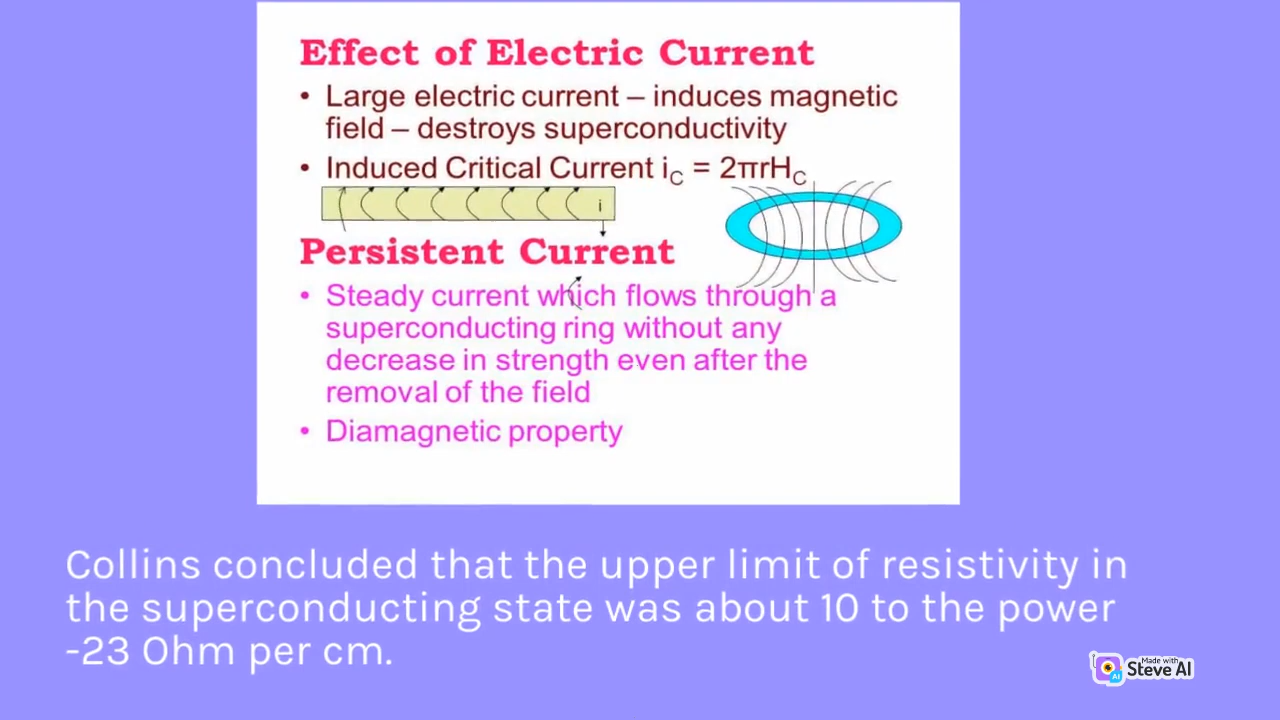 Effect of Electric Current
• Large electric current – induces magnetic
field – destroys superconductivity
• Induced Critical Current iC = 2πrHC
i
Persistent Current
• Steady current which flows through a
superconducting ring without any
decrease in strength even after the
removal of the field
• Diamagnetic property
Collins concluded that the upper limit of resistivity in
the superconducting state was about 10 to the power
-23 Ohm per cm.
Made with
Steve AI
AI